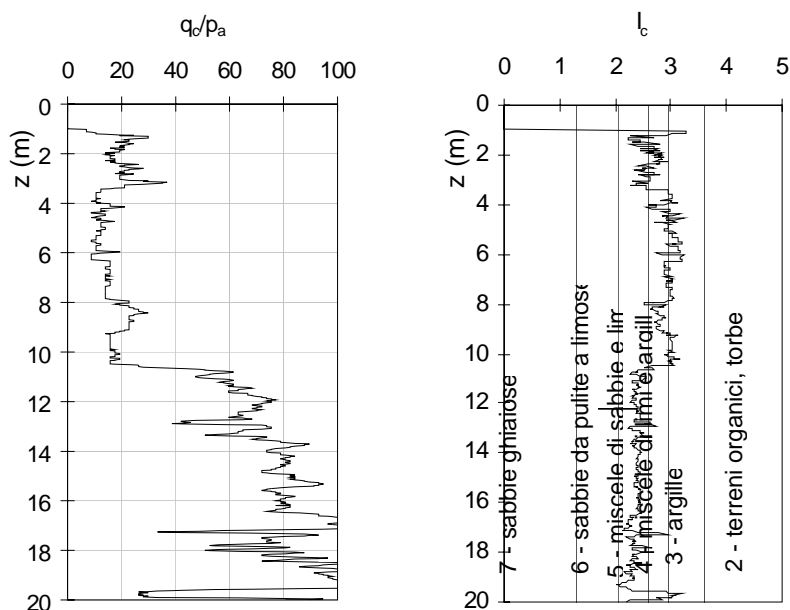 qc/pa
0 20 40 60 80 100
z (m)
0
2
4
6
8
10
12
14
16
18
20
Ic
0 1 2 3 4 5
z (m)
0
2
4
6
8
10
12
14
16
18
20
7 - sabbie ghiaiose
6 - sabbie da pulite a limose
5 - miscele di sabbie e lim
4 - miscele di limi e argill
3 - argille
2 - terreni organici, torbe